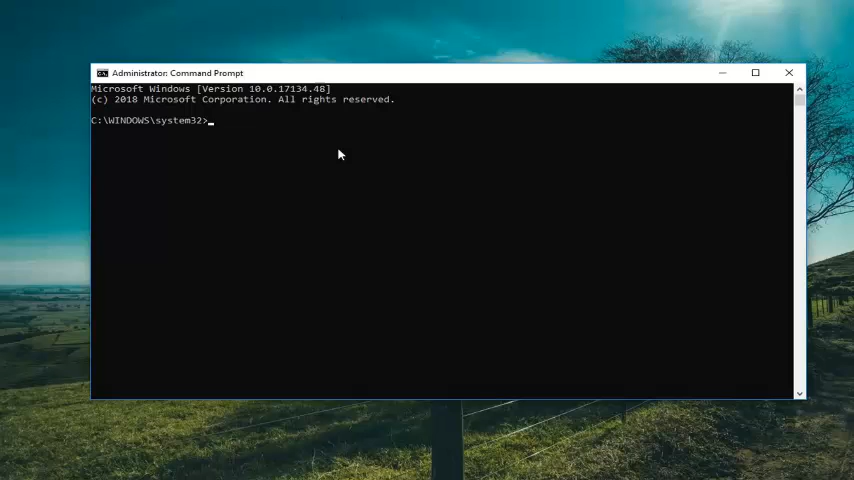 Administrator: Command Prompt
Microsoft Windows [Version 10.0.17134.48]
(c) 2018 Microsoft Corporation. All rights reserved.
C:\WINDOWS\system32>